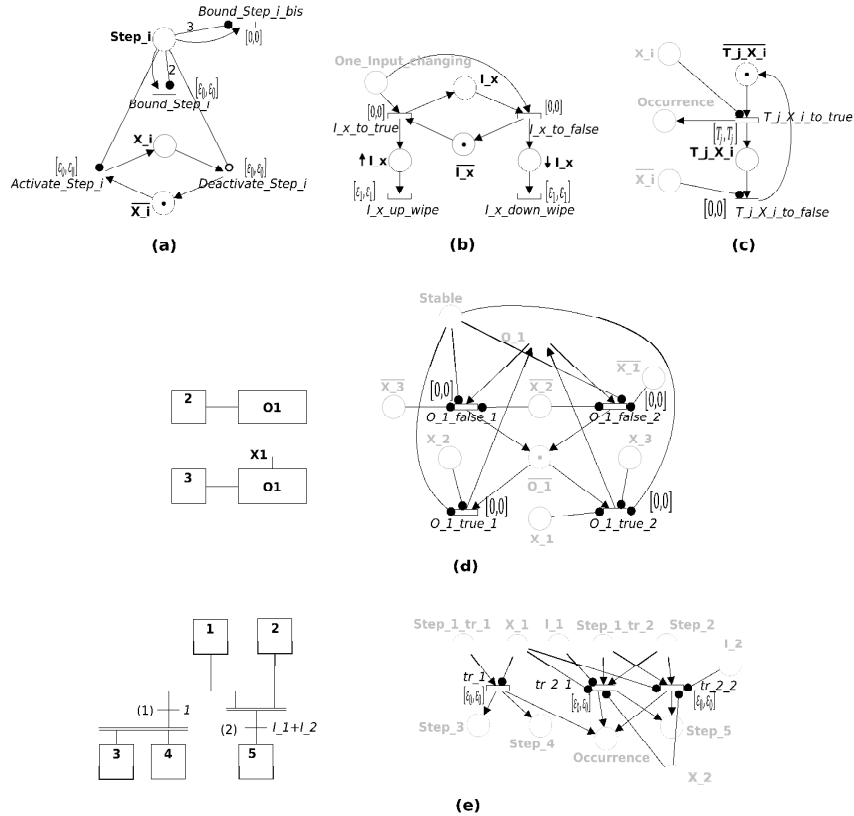 Bound_Step_i_bis
3
Step_i
[0,0]
2
[ε₀,ε₀]
Bound_Step_i
X_i
[ε₀,ε₀]
[ε₀,ε₀]
Activate_Step_i
Deactivate_Step_i
X_i
(a)
One_Input_changing
I_x
[0,0]
[0,0]
I_x_to_true
I_x_to_false
↑I_x
I_x
↓I_x
[ε₁,ε₁]
[ε₁,ε₁]
I_x_up_wipe
I_x_down_wipe
(b)
X_i
T_j_X_i
Occurrence
T_j_X_i_to_true
[Tⱼ,Tⱼ]
T_j_X_i
X_i
[0,0]
T_j_X_i_to_false
(c)
2
O1
X1
3
O1
Stable
O_1
X_3
[0,0]
X_2
X_1
[0,0]
O_1_false_1
O_1_false_2
X_2
X_3
O_1
[0,0]
[0,0]
O_1_true_1
O_1_true_2
X_1
(d)
1
2
(1)
1
(2)
I_1+I_2
3
4
5
Step_1_tr_1
X_1
I_1
Step_1_tr_2
Step_2
I_2
tr_1
tr_2_1
tr_2_2
[ε₀,ε₀]
[ε₀,ε₀]
[ε₀,ε₀]
Step_3
Step_4
Step_5
Occurrence
X_2
(e)